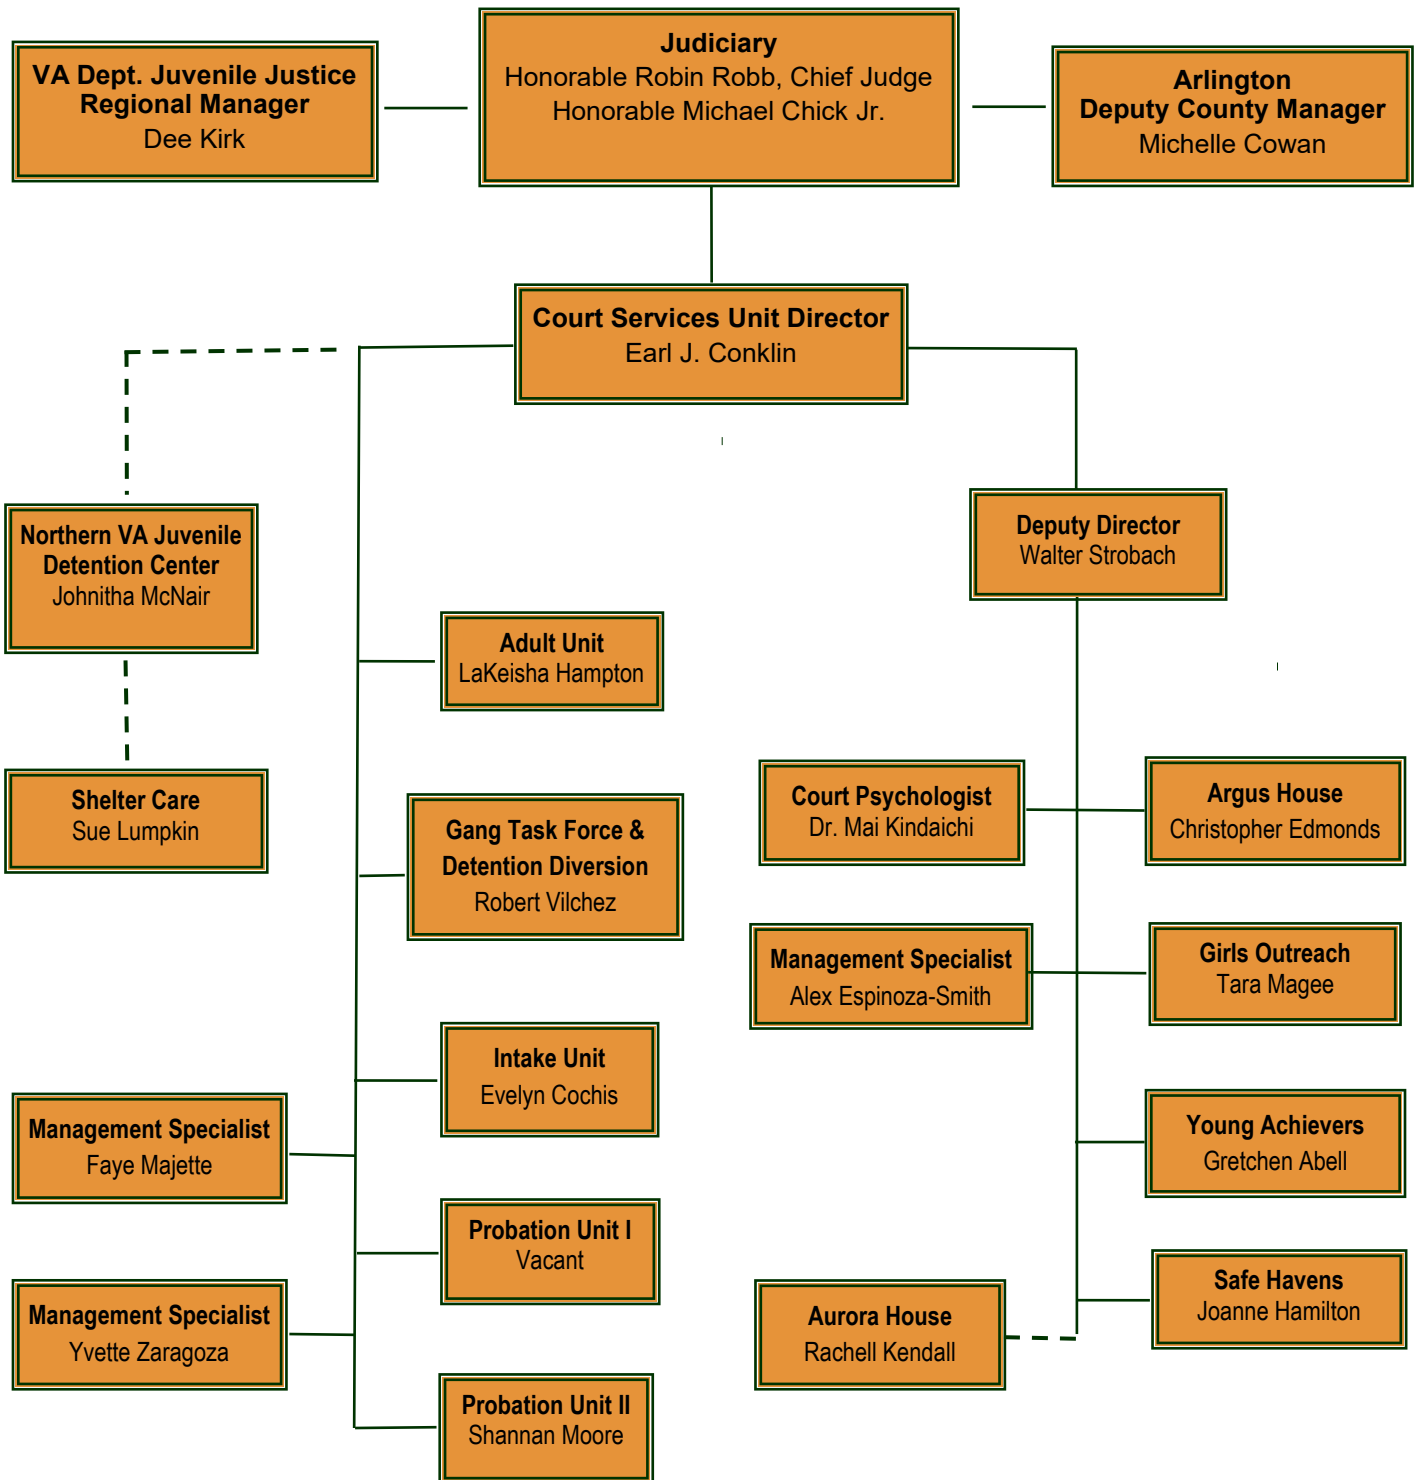 VA Dept. Juvenile Justice
Regional Manager
Dee Kirk
Judiciary
Honorable Robin Robb, Chief Judge
Honorable Michael Chick Jr.
Arlington
Deputy County Manager
Michelle Cowan
Court Services Unit Director
Earl J. Conklin
Northern VA Juvenile
Detention Center
Johnitha McNair
Deputy Director
Walter Strobach
Adult Unit
LaKeisha Hampton
Shelter Care
Sue Lumpkin
Gang Task Force &
Detention Diversion
Robert Vilchez
Court Psychologist
Dr. Mai Kindaichi
Argus House
Christopher Edmonds
Management Specialist
Alex Espinoza-Smith
Girls Outreach
Tara Magee
Intake Unit
Evelyn Cochis
Management Specialist
Faye Majette
Young Achievers
Gretchen Abell
Probation Unit I
Vacant
Management Specialist
Yvette Zaragoza
Aurora House
Rachell Kendall
Safe Havens
Joanne Hamilton
Probation Unit II
Shannan Moore